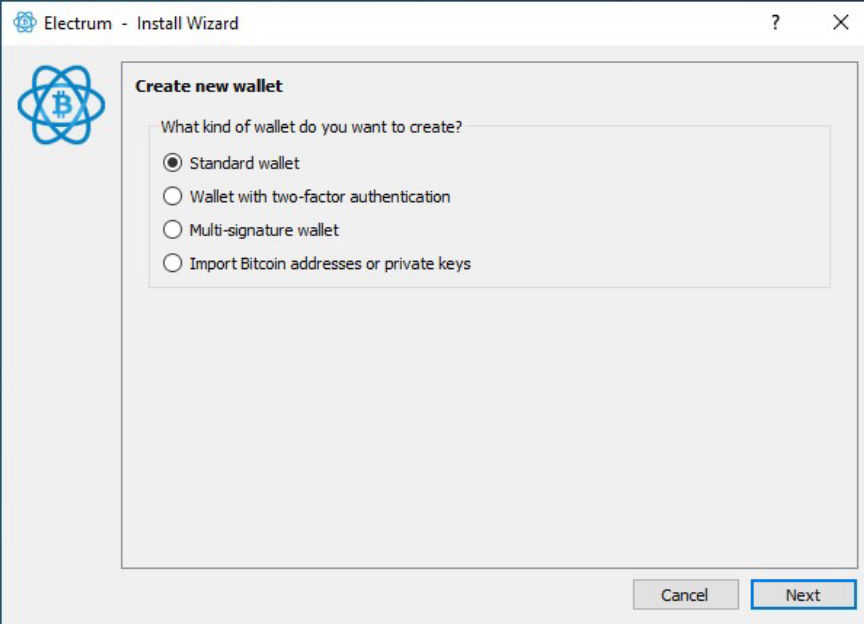 Electrum - Install Wizard
Create new wallet
What kind of wallet do you want to create?
Standard wallet
Wallet with two-factor authentication
Multi-signature wallet
Import Bitcoin addresses or private keys
Cancel Next